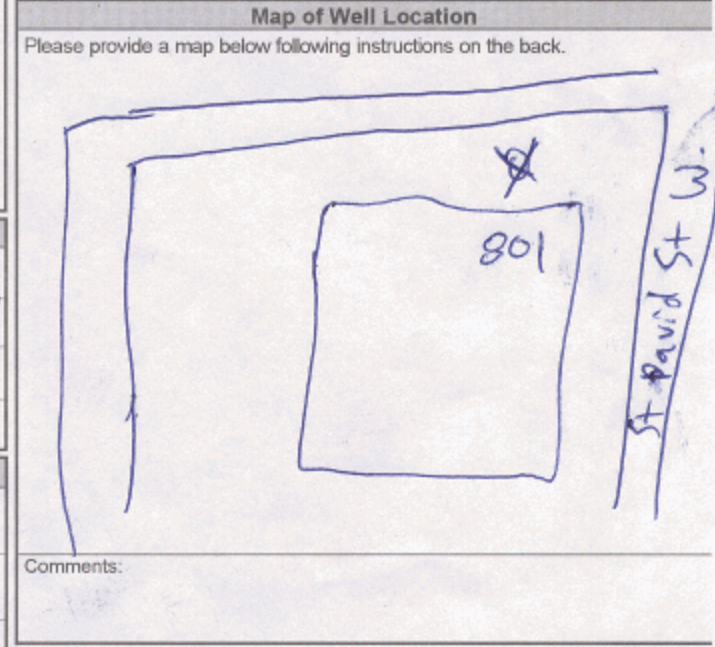 Map of Well Location
Please provide a map below following instructions on the back.
801
St David St W.
Comments: